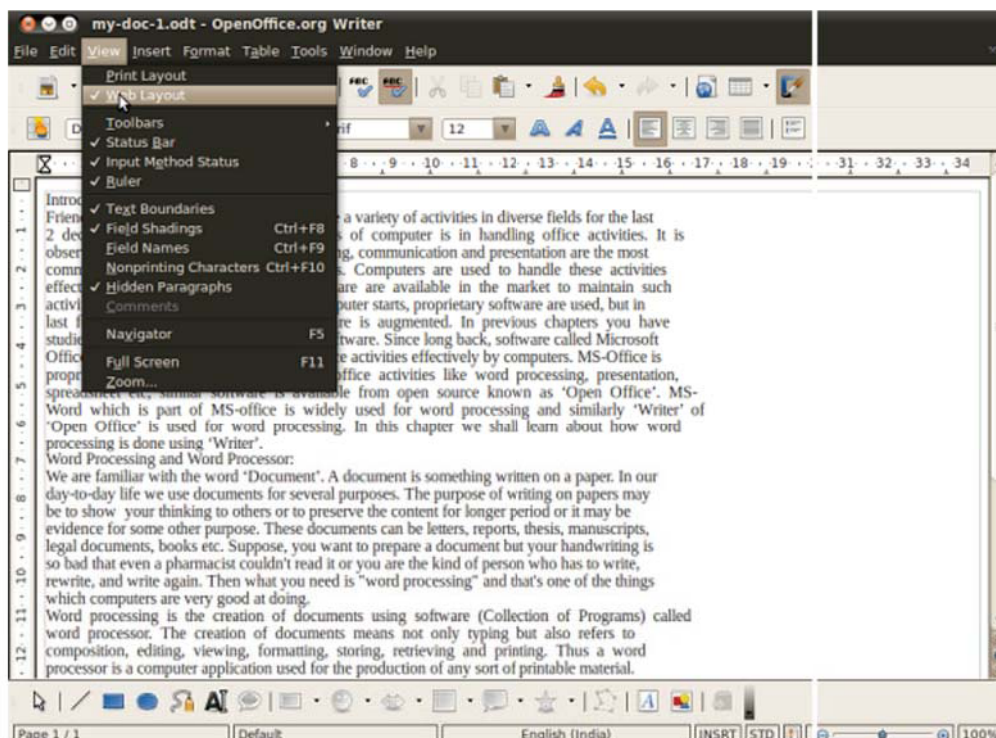 my-doc-1.odt - OpenOffice.org Writer
File Edit View Insert Format Table Tools Window Help
Print Layout
Web Layout
Toolbars
Status Bar
Input Method Status
Ruler
Text Boundaries
Field Shadings Ctrl+F8
Field Names Ctrl+F9
Nonprinting Characters Ctrl+F10
Hidden Paragraphs
Comments
Navigator F5
Full Screen F11
Zoom...
12
8 9 10 11 12 13 14 15 16 17 18 19 31 32 33 34
a variety of activities in diverse fields for the last
2 of computer is in handling office activities. It is
communication and presentation are the most
Computers are used to handle these activities
are are available in the market to maintain such
starts, proprietary software are used, but in
last is augmented. In previous chapters you have
Since long back, software called Microsoft
activities effectively by computers. MS-Office is
office activities like word processing, presentation,
spreadsheet etc, similar software is available from open source known as ‘Open Office’. MS-
Word which is part of MS-office is widely used for word processing and similarly ‘Writer’ of
‘Open Office’ is used for word processing. In this chapter we shall learn about how word
processing is done using ‘Writer’.
Word Processing and Word Processor:
We are familiar with the word ‘Document’. A document is something written on a paper. In our
day-to-day life we use documents for several purposes. The purpose of writing on papers may
be to show your thinking to others or to preserve the content for longer period or it may be
evidence for some other purpose. These documents can be letters, reports, thesis, manuscripts,
legal documents, books etc. Suppose, you want to prepare a document but your handwriting is
so bad that even a pharmacist couldn't read it or you are the kind of person who has to write,
rewrite, and write again. Then what you need is "word processing" and that's one of the things
which computers are very good at doing.
Word processing is the creation of documents using software (Collection of Programs) called
word processor. The creation of documents means not only typing but also refers to
composition, editing, viewing, formatting, storing, retrieving and printing. Thus a word
processor is a computer application used for the production of any sort of printable material.
Page 1 / 1 Default English (India) INSRT STD 100%